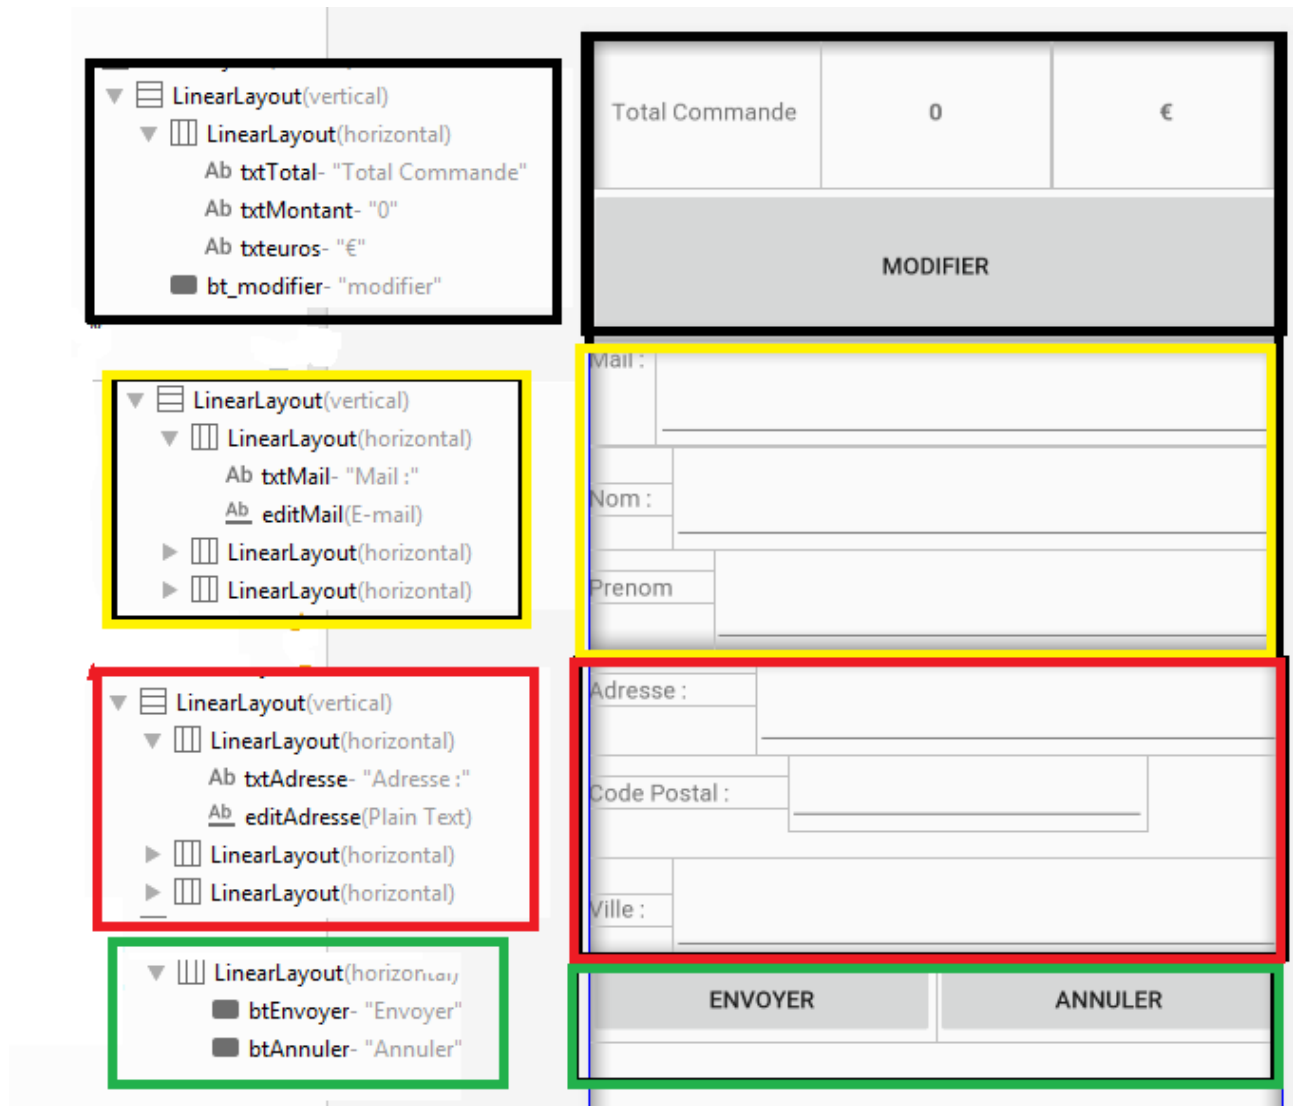 LinearLayout(vertical)
LinearLayout(horizontal)
Ab txtTotal- "Total Commande"
Ab txtMontant- "0"
Ab txteuros- "€"
bt_modifier- "modifier"
Total Commande 0 €
MODIFIER
LinearLayout(vertical)
LinearLayout(horizontal)
Ab txtMail- "Mail :"
Ab editMail(E-mail)
LinearLayout(horizontal)
LinearLayout(horizontal)
Mail :
Nom :
Prenom
LinearLayout(vertical)
LinearLayout(horizontal)
Ab txtAdresse- "Adresse :"
Ab editAdresse(Plain Text)
LinearLayout(horizontal)
LinearLayout(horizontal)
Adresse :
Code Postal :
Ville :
LinearLayout(horizontal)
btEnvoyer- "Envoyer"
btAnnuler- "Annuler"
ENVOYER ANNULER